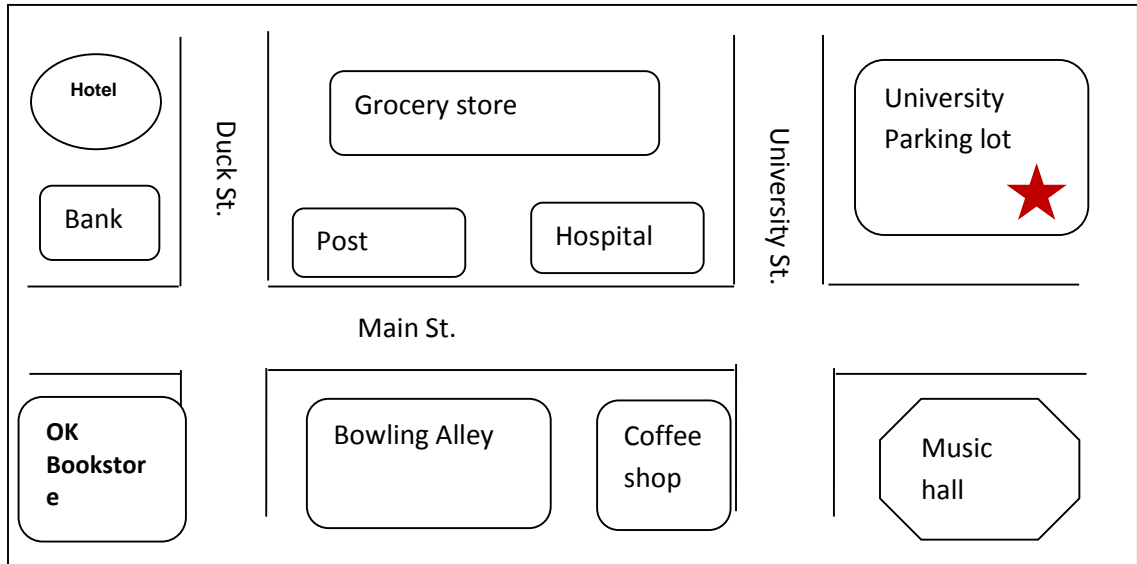 Hotel
Grocery store
University
Parking lot
Duck St.
University St.
Bank
Post
Hospital
Main St.
OK
Bookstor
e
Bowling Alley
Coffee
shop
Music
hall